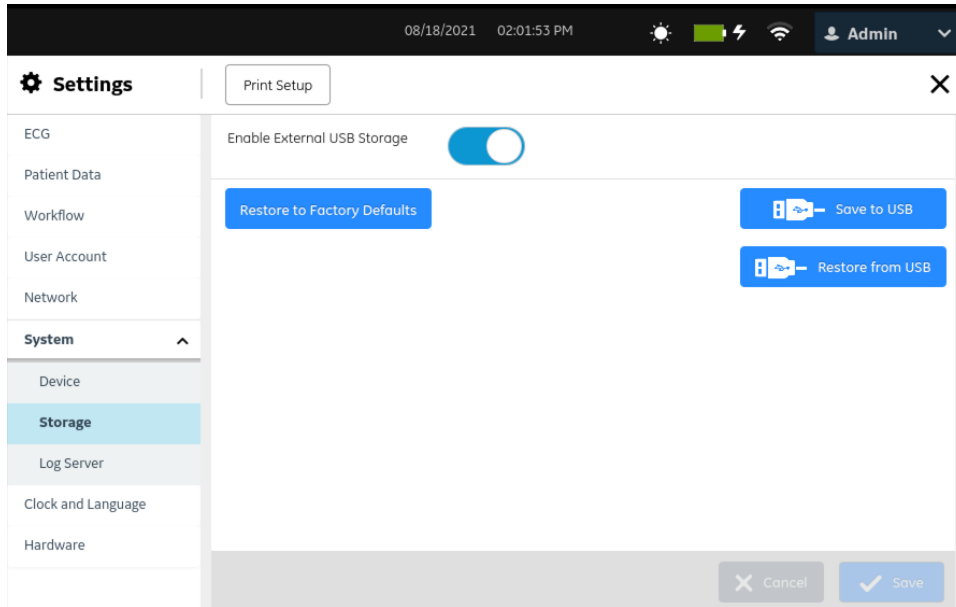 08/18/2021 02:01:53 PM Admin
Settings
Print Setup
ECG
Patient Data
Workflow
User Account
Network
System
Device
Storage
Log Server
Clock and Language
Hardware
Enable External USB Storage
Restore to Factory Defaults
Save to USB
Restore from USB
Cancel
Save